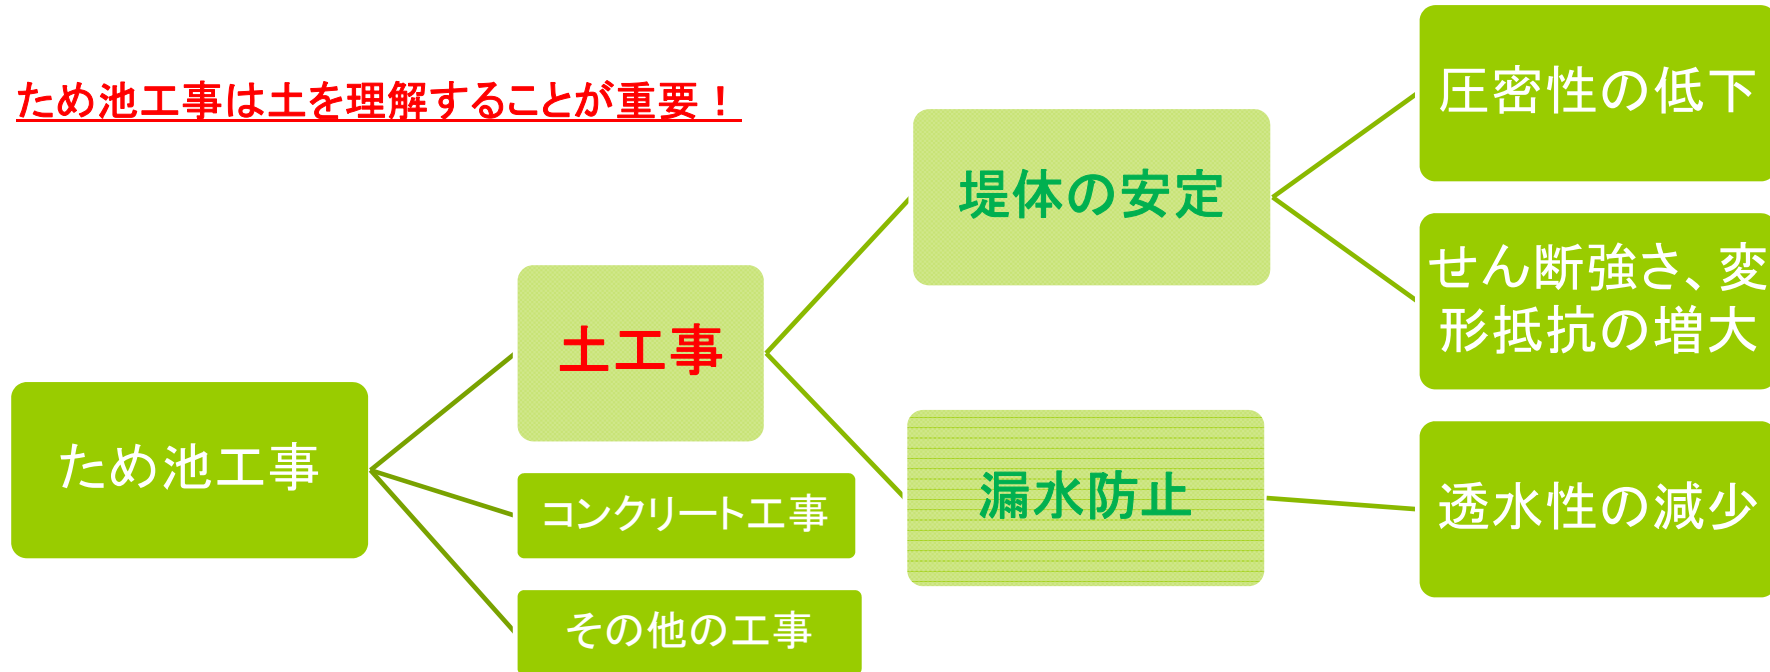 ため池工事は土を理解することが重要！
ため池工事
土工事
コンクリート工事
その他の工事
堤体の安定
漏水防止
圧密性の低下
せん断強さ、変
形抵抗の増大
透水性の減少